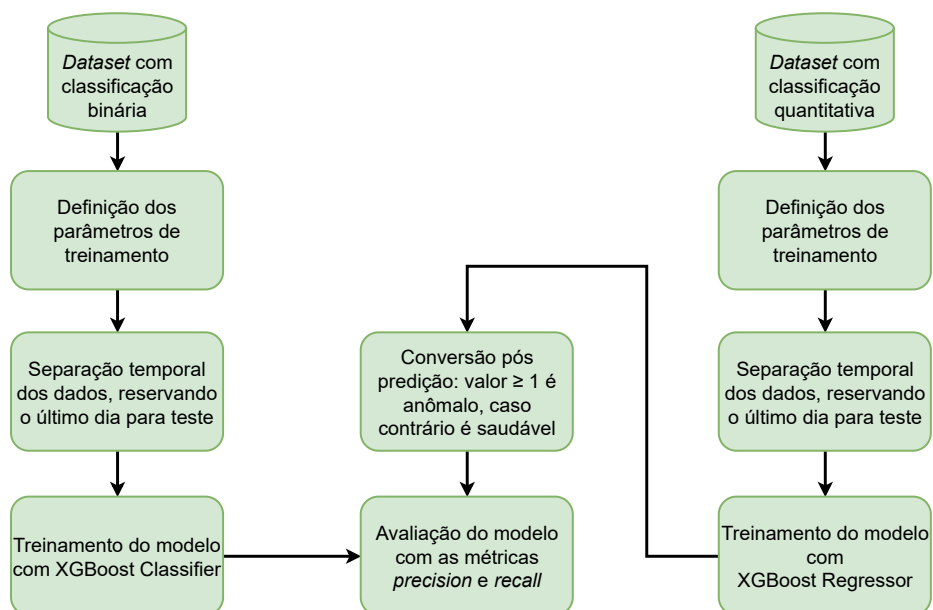 Dataset com
classificação
binária
Definição dos
parâmetros de
treinamento
Separação temporal
dos dados, reservando
o último dia para teste
Treinamento do modelo
com XGBoost Classifier
Dataset com
classificação
quantitativa
Definição dos
parâmetros de
treinamento
Separação temporal
dos dados, reservando
o último dia para teste
Treinamento do modelo
com
XGBoost Regressor
Conversão pós
predição: valor ≥ 1 é
anômalo, caso
contrário é saudável
Avaliação do modelo
com as métricas
precision e recall